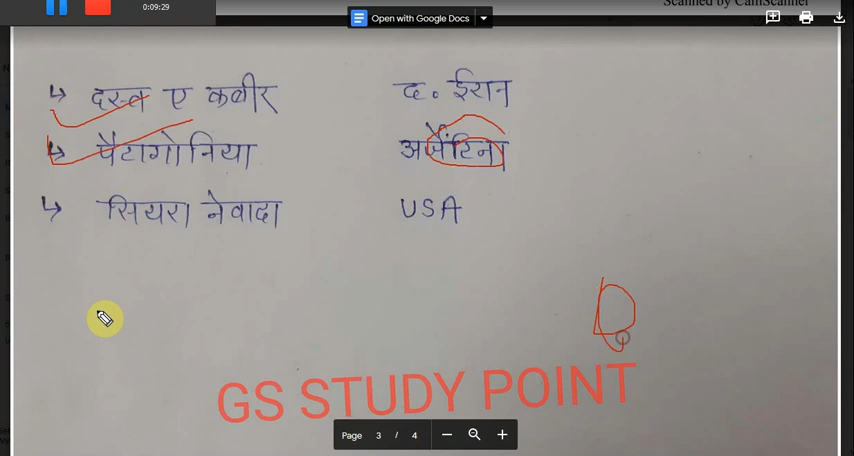 0:09:29
Open with Google Docs
Scanned by CamScanner
↳ दस्त ए कबीर द. ईरान
↳ पैटागोनिया अर्जेंटिना
↳ सियरा नेवादा USA
GS STUDY POINT
Page 3 / 4